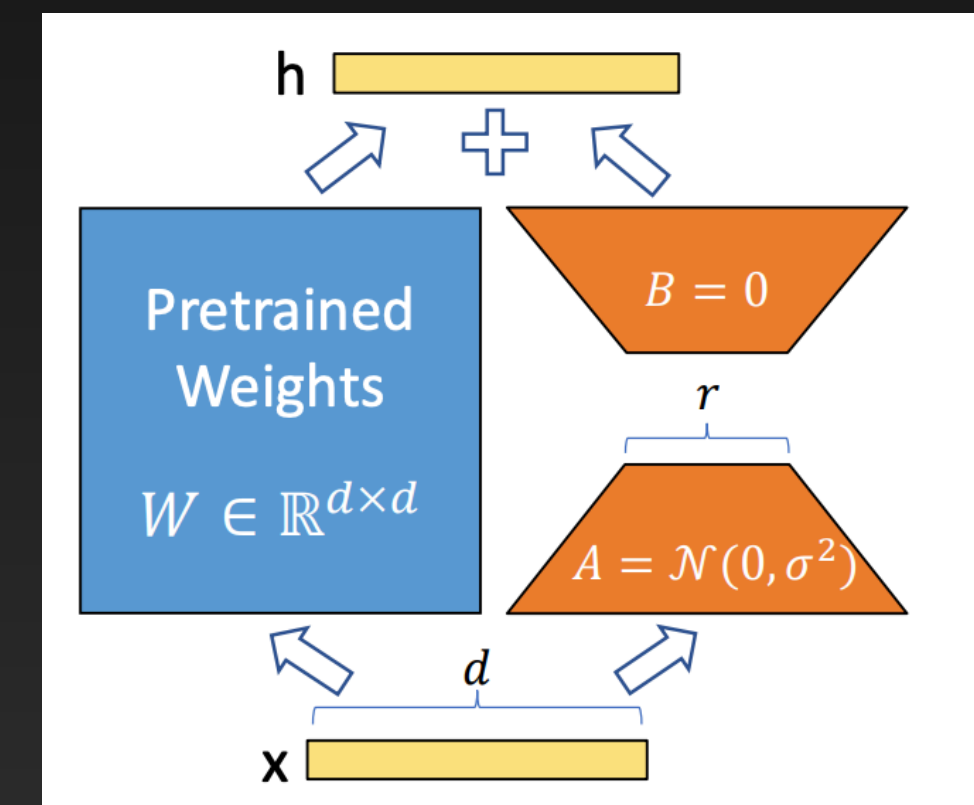 h
Pretrained
Weights
W ∈ ℝ^{d×d}
B = 0
r
A = 𝒩(0, σ²)
d
x